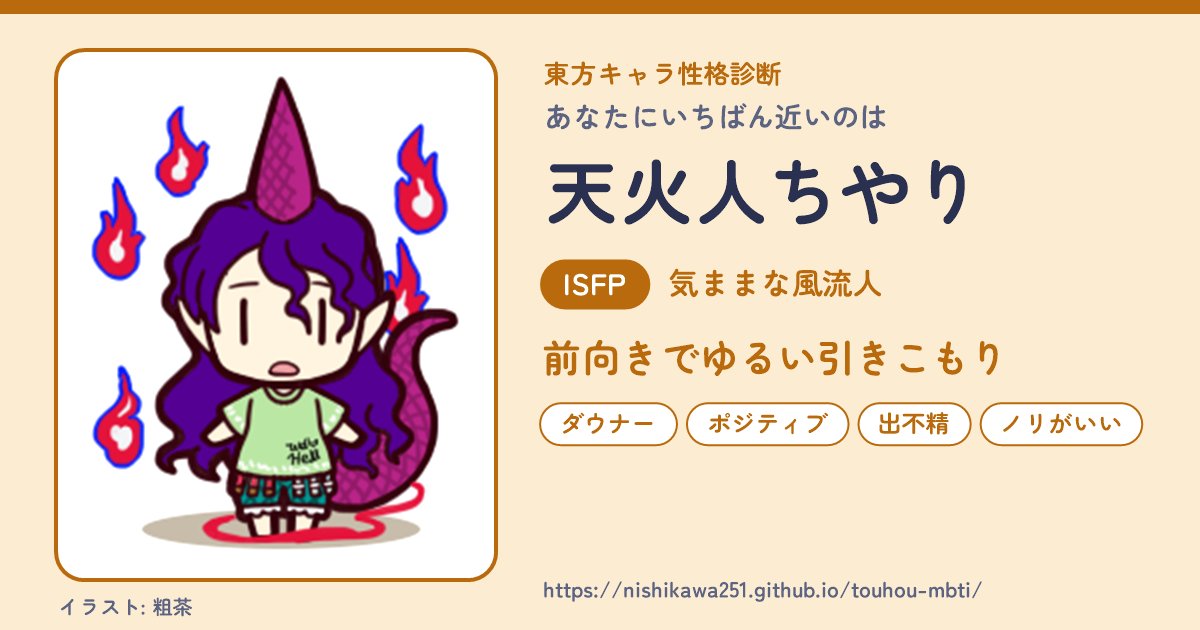 東方キャラ性格診断
あなたにいちばん近いのは
天火人ちやり
ISFP 気ままな風流人
前向きでゆるい引きこもり
ダウナー ポジティブ 出不精 ノリがいい
Hell
https://nishikawa251.github.io/touhou-mbti/
イラスト: 粗茶